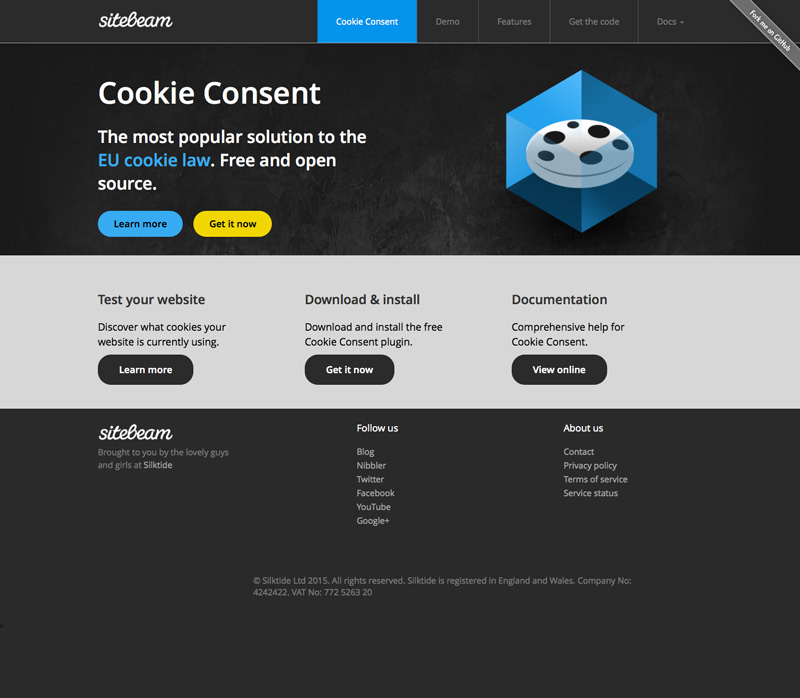 sitebeam
Cookie Consent
Demo
Features
Get the code
Docs
Fork me on GitHub
Cookie Consent
The most popular solution to the
EU cookie law. Free and open
source.
Learn more
Get it now
Test your website
Discover what cookies your
website is currently using.
Learn more
Download & install
Download and install the free
Cookie Consent plugin.
Get it now
Documentation
Comprehensive help for
Cookie Consent.
View online
sitebeam
Brought to you by the lovely guys
and girls at Silktide
Follow us
Blog
Nibbler
Twitter
Facebook
YouTube
Google+
About us
Contact
Privacy policy
Terms of service
Service status
© Silktide Ltd 2015. All rights reserved. Silktide is registered in England and Wales. Company No:
4242422. VAT No: 772 5263 20